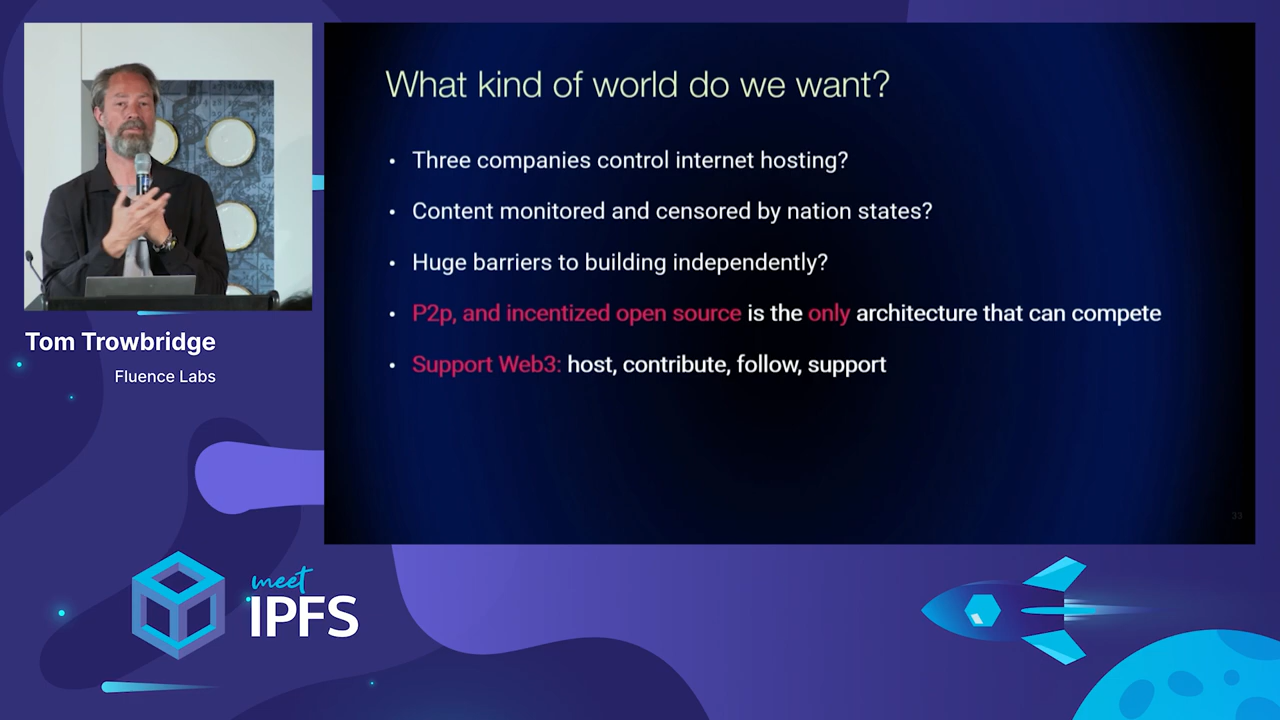 What kind of world do we want?
• Three companies control internet hosting?
• Content monitored and censored by nation states?
• Huge barriers to building independently?
• P2p, and incentized open source is the only architecture that can compete
• Support Web3: host, contribute, follow, support
33
Tom Trowbridge
Fluence Labs
meet
IPFS